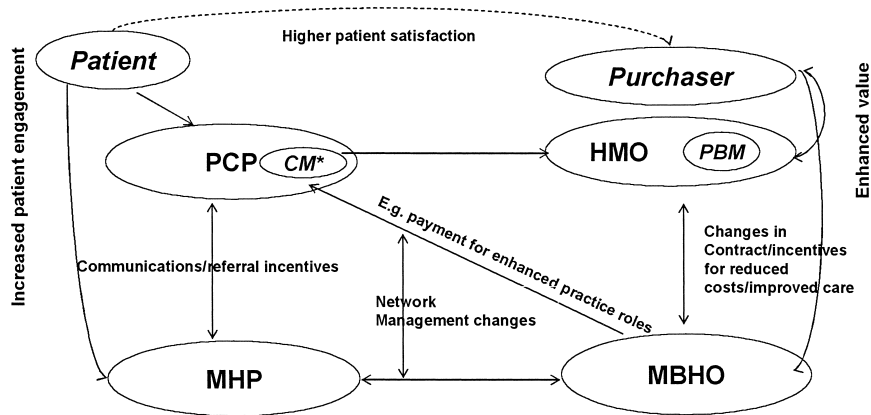 Higher patient satisfaction
Patient
Purchaser
Increased patient engagement
Enhanced value
PCP
CM*
HMO
PBM
E.g. payment for enhanced practice roles
Changes in
Contract/incentives
for reduced
costs/improved care
Communications/referral incentives
Network
Management changes
MHP
MBHO